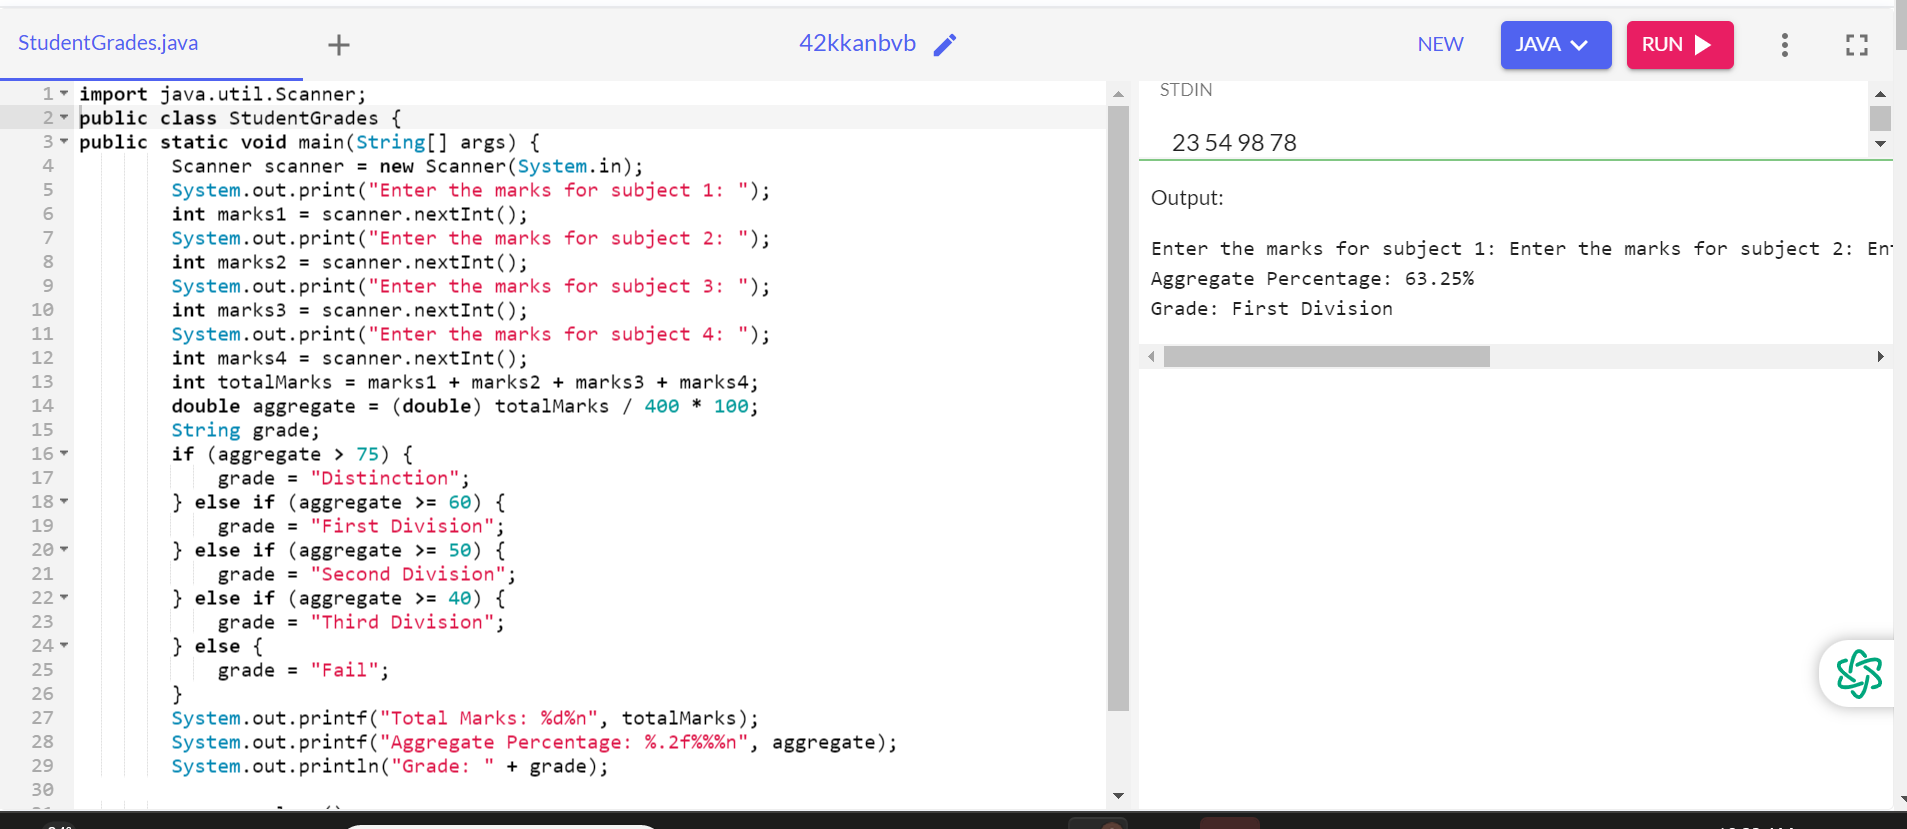 StudentGrades.java + 42kkanbvb NEW JAVA RUN
1 import java.util.Scanner;
2 public class StudentGrades {
3 public static void main(String[] args) {
4 Scanner scanner = new Scanner(System.in);
5 System.out.print("Enter the marks for subject 1: ");
6 int marks1 = scanner.nextInt();
7 System.out.print("Enter the marks for subject 2: ");
8 int marks2 = scanner.nextInt();
9 System.out.print("Enter the marks for subject 3: ");
10 int marks3 = scanner.nextInt();
11 System.out.print("Enter the marks for subject 4: ");
12 int marks4 = scanner.nextInt();
13 int totalMarks = marks1 + marks2 + marks3 + marks4;
14 double aggregate = (double) totalMarks / 400 * 100;
15 String grade;
16 if (aggregate > 75) {
17 grade = "Distinction";
18 } else if (aggregate >= 60) {
19 grade = "First Division";
20 } else if (aggregate >= 50) {
21 grade = "Second Division";
22 } else if (aggregate >= 40) {
23 grade = "Third Division";
24 } else {
25 grade = "Fail";
26 }
27 System.out.printf("Total Marks: %d%n", totalMarks);
28 System.out.printf("Aggregate Percentage: %.2f%%%n", aggregate);
29 System.out.println("Grade: " + grade);
30
STDIN
23 54 98 78
Output:
Enter the marks for subject 1: Enter the marks for subject 2: En
Aggregate Percentage: 63.25%
Grade: First Division